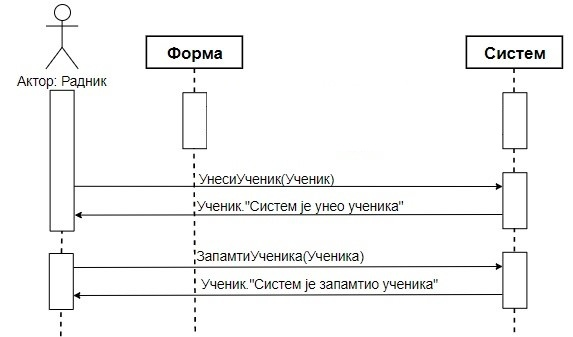 Форма
Систем
Актор: Радник
УнесиУченик(Ученик)
Ученик."Систем је унео ученика"
ЗапамтиУченика(Ученика)
Ученик."Систем је запамтио ученика"